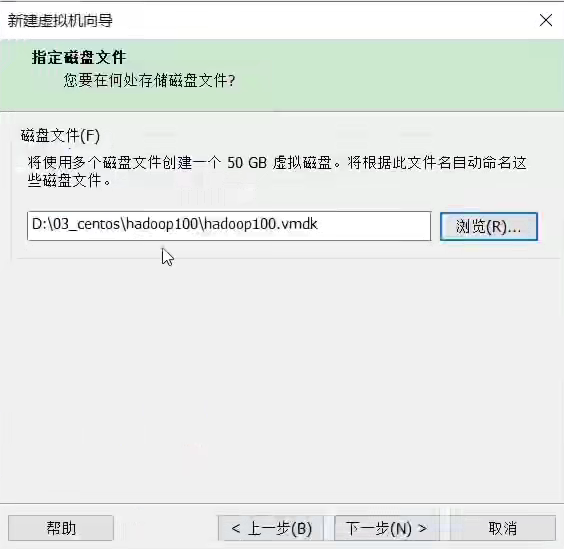 新建虚拟机向导
指定磁盘文件
您要在何处存储磁盘文件?
磁盘文件(F)
将使用多个磁盘文件创建一个 50 GB 虚拟磁盘。将根据此文件名自动命名这
些磁盘文件。
D:\03_centos\hadoop100\hadoop100.vmdk
浏览(R)...
帮助
< 上一步(B)
下一步(N) >
取消